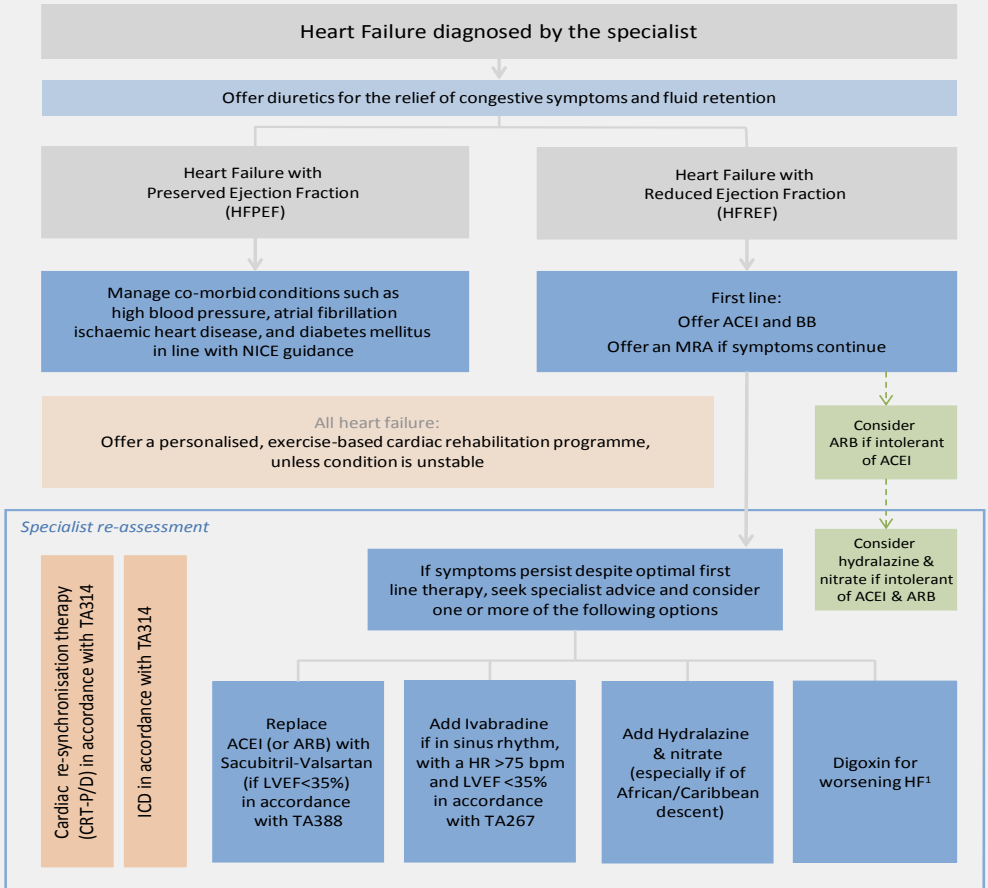 Heart Failure diagnosed by the specialist
Offer diuretics for the relief of congestive symptoms and fluid retention
Heart Failure with
Preserved Ejection Fraction
(HFPEF)
Heart Failure with
Reduced Ejection Fraction
(HFREF)
Manage co-morbid conditions such as
high blood pressure, atrial fibrillation
ischaemic heart disease, and diabetes mellitus
in line with NICE guidance
First line:
Offer ACEI and BB
Offer an MRA if symptoms continue
All heart failure:
Offer a personalised, exercise-based cardiac rehabilitation programme,
unless condition is unstable
Consider
ARB if intolerant
of ACEI
Specialist re-assessment
Consider
hydralazine &
nitrate if intolerant
of ACEI & ARB
Cardiac re-synchronisation therapy
(CRT-P/D) in accordance with TA314
ICD in accordance with TA314
If symptoms persist despite optimal first
line therapy, seek specialist advice and consider
one or more of the following options
Replace
ACEI (or ARB) with
Sacubitril-Valsartan
(if LVEF<35%)
in accordance
with TA388
Add Ivabradine
if in sinus rhythm,
with a HR >75 bpm
and LVEF <35%
in accordance
with TA267
Add Hydralazine
& nitrate
(especially if of
African/Caribbean
descent)
Digoxin for
worsening HF¹